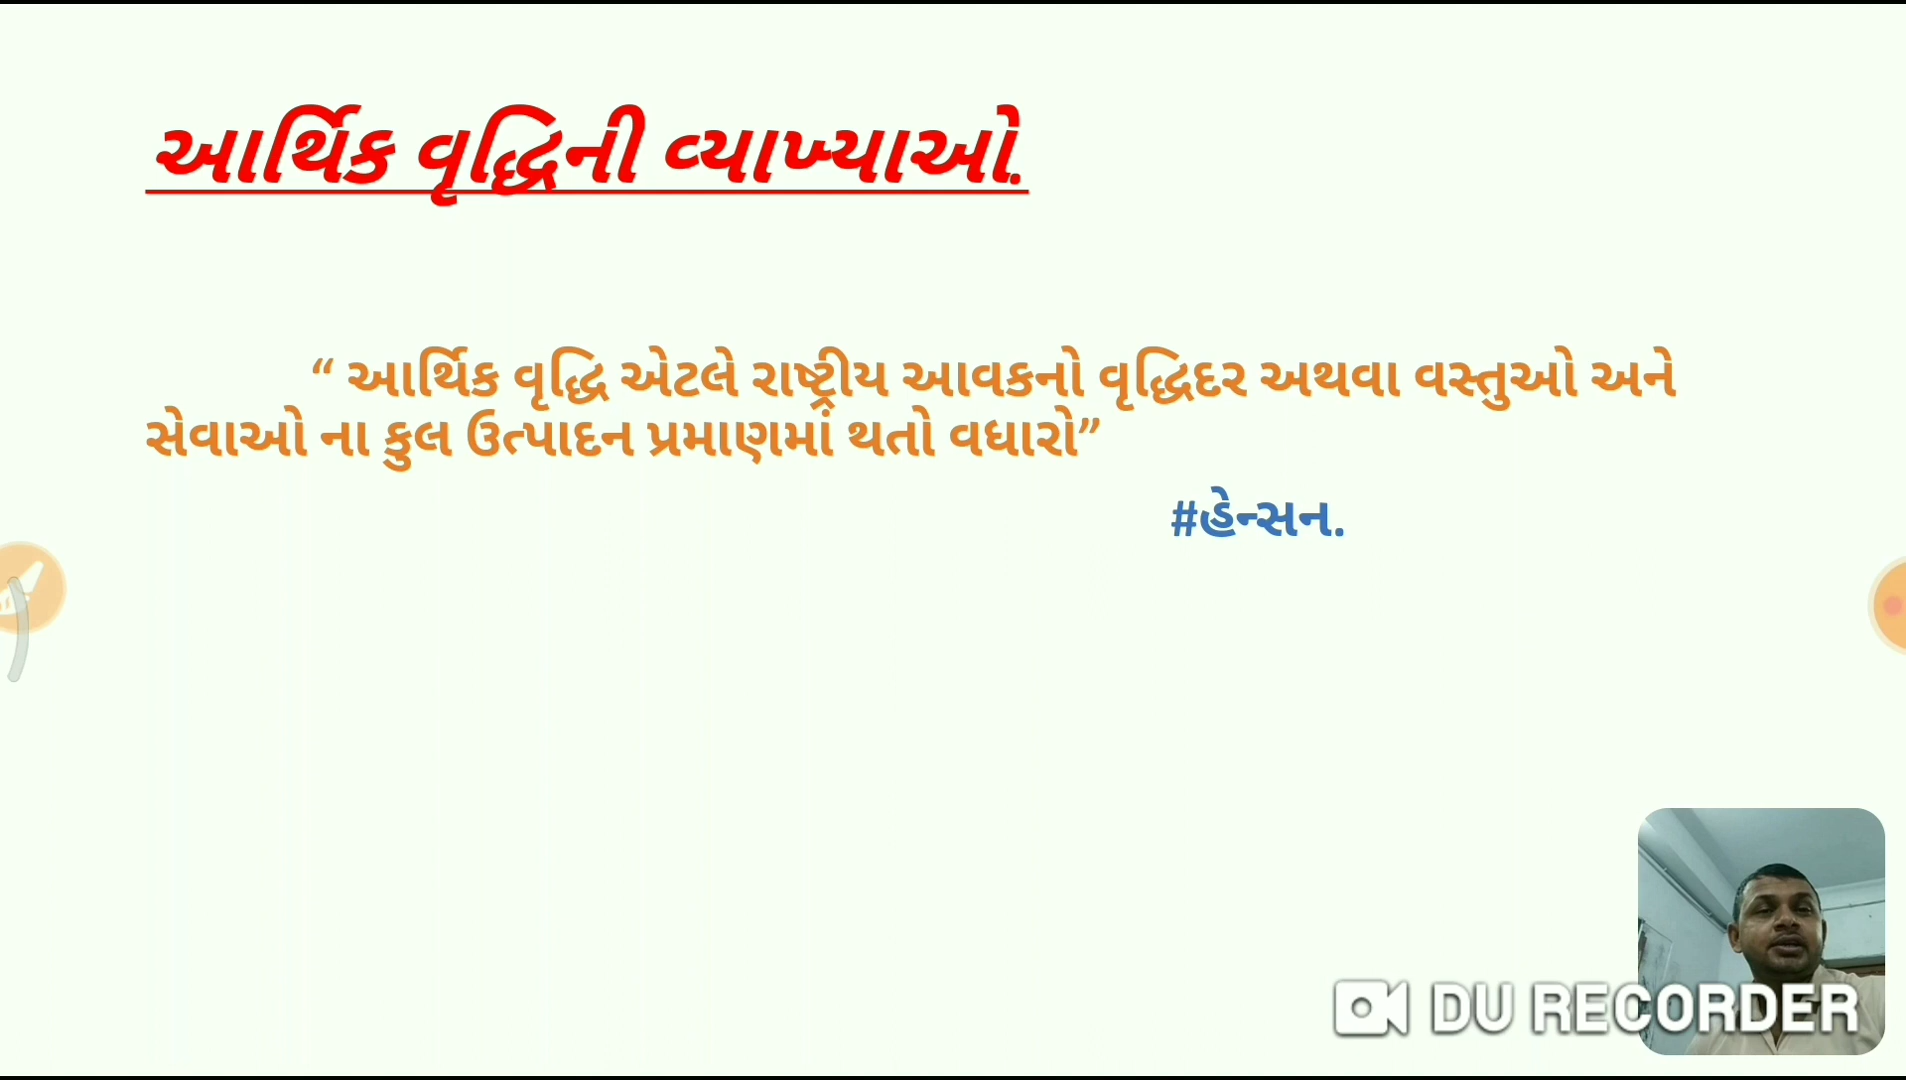 આર્થિક વૃદ્ધિની વ્યાખ્યાઓ.
“ આર્થિક વૃદ્ધિ એટલે રાષ્ટ્રીય આવકનો વૃદ્ધિદર અથવા વસ્તુઓ અને
સેવાઓ ના કુલ ઉત્પાદન પ્રમાણમાં થતો વધારો”
#હેન્સન.
DU RECORDER